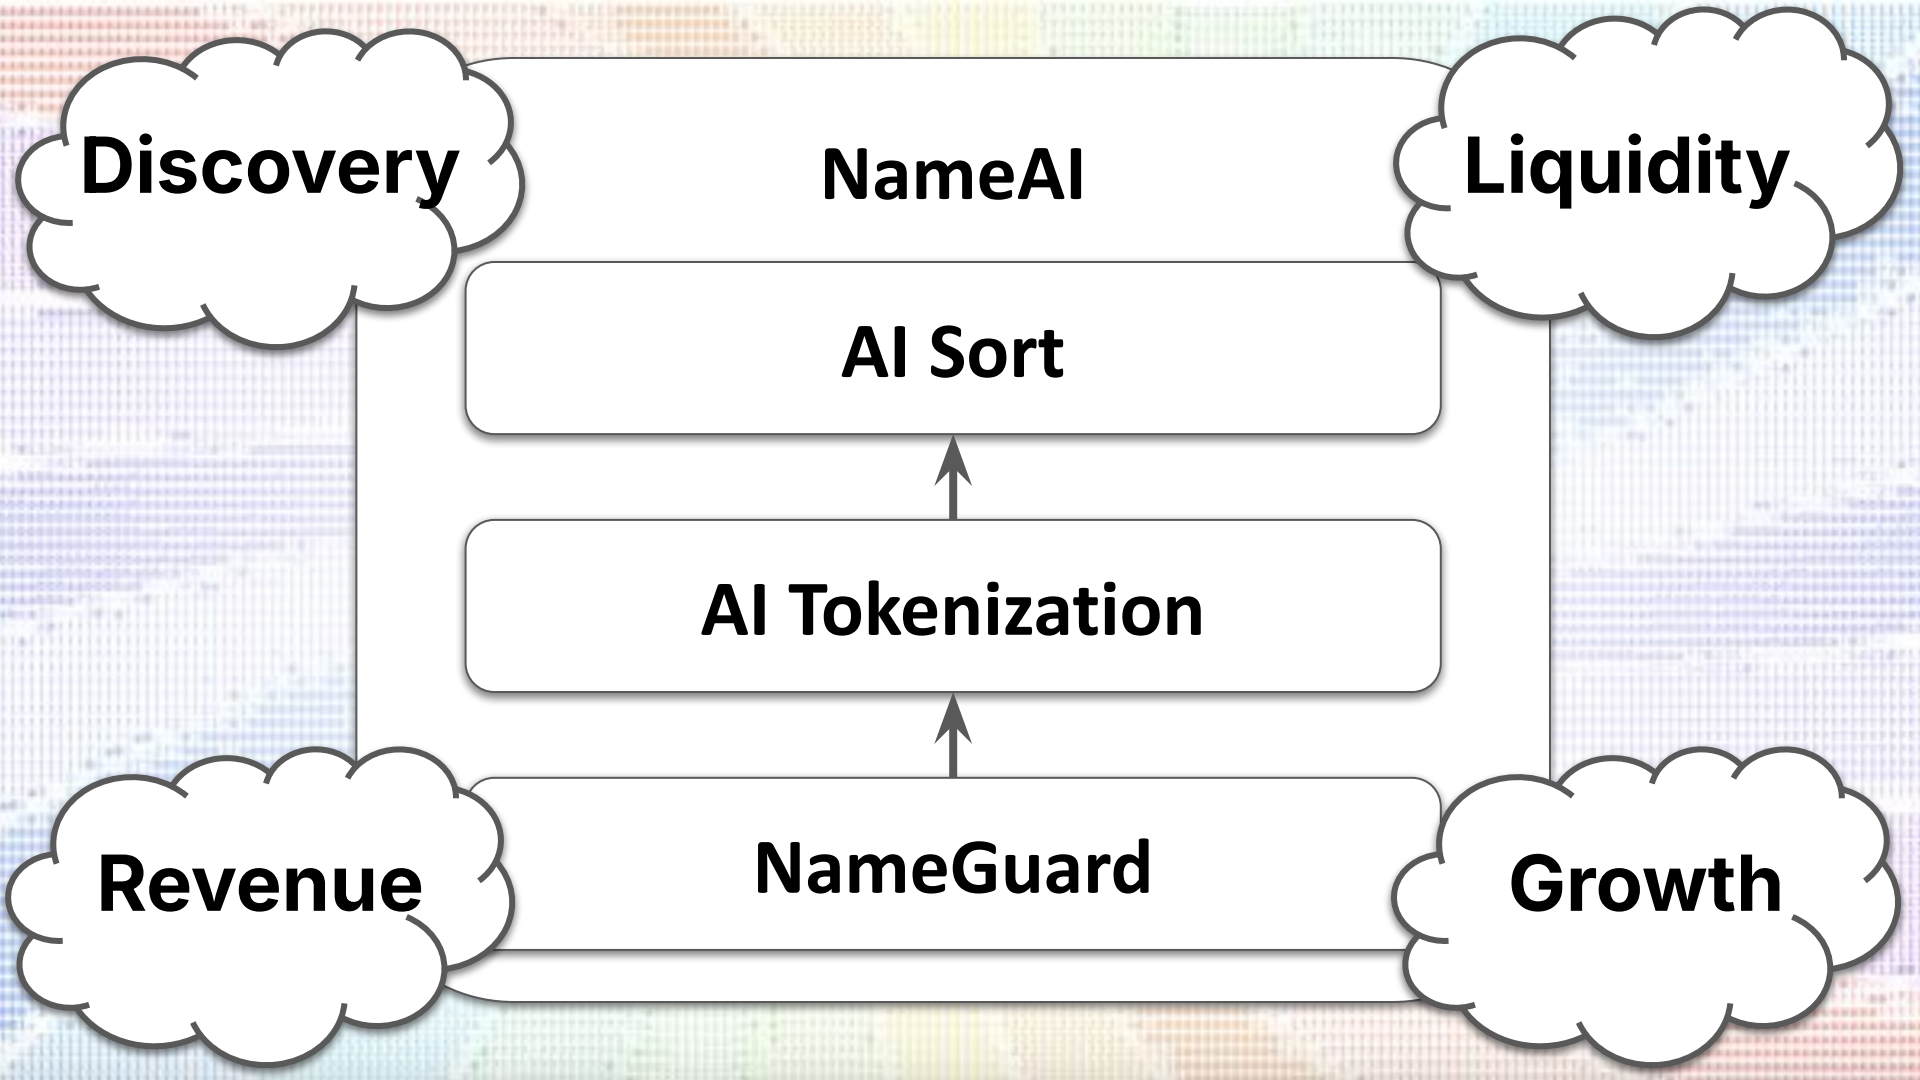 Discovery
NameAI
Liquidity
AI Sort
AI Tokenization
Revenue
NameGuard
Growth